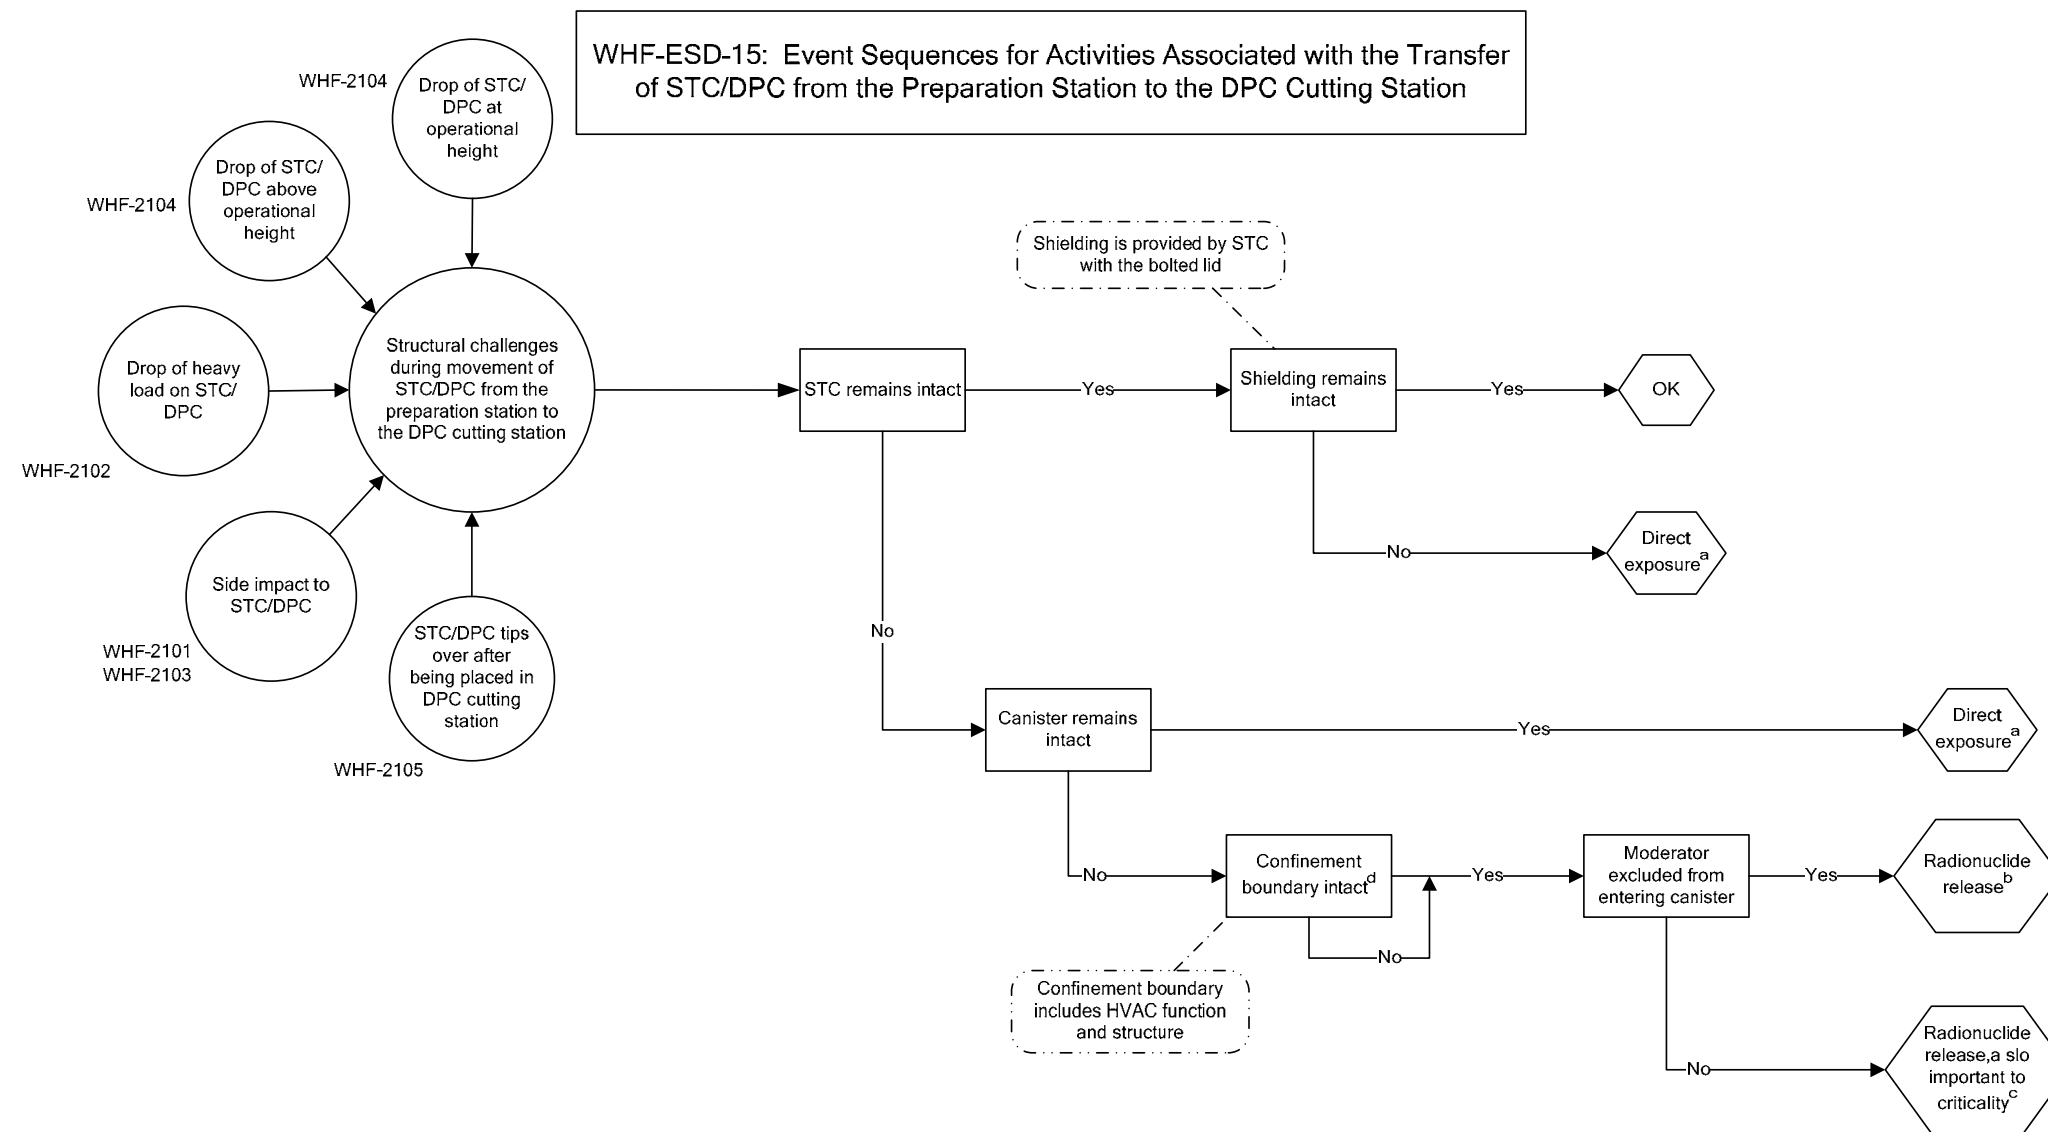 WHF-ESD-15: Event Sequences for Activities Associated with the Transfer
of STC/DPC from the Preparation Station to the DPC Cutting Station
WHF-2104
Drop of STC/
DPC at
operational
height
WHF-2104
Drop of STC/
DPC above
operational
height
Drop of heavy
load on STC/
DPC
WHF-2102
Side impact to
STC/DPC
WHF-2101
WHF-2103
STC/DPC tips
over after
being placed in
DPC cutting
station
WHF-2105
Structural challenges
during movement of
STC/DPC from the
preparation station to
the DPC cutting station
STC remains intact
Yes
Shielding is provided by STC
with the bolted lid
Shielding remains
intact
Yes
OK
No
Direct
exposure a
No
Canister remains
intact
Yes
Direct
exposure a
No
Confinement
boundary intact d
Yes
No
Confinement boundary
includes HVAC function
and structure
Moderator
excluded from
entering canister
Yes
Radionuclide
release b
No
Radionuclide
release,a slo
important to
criticality c